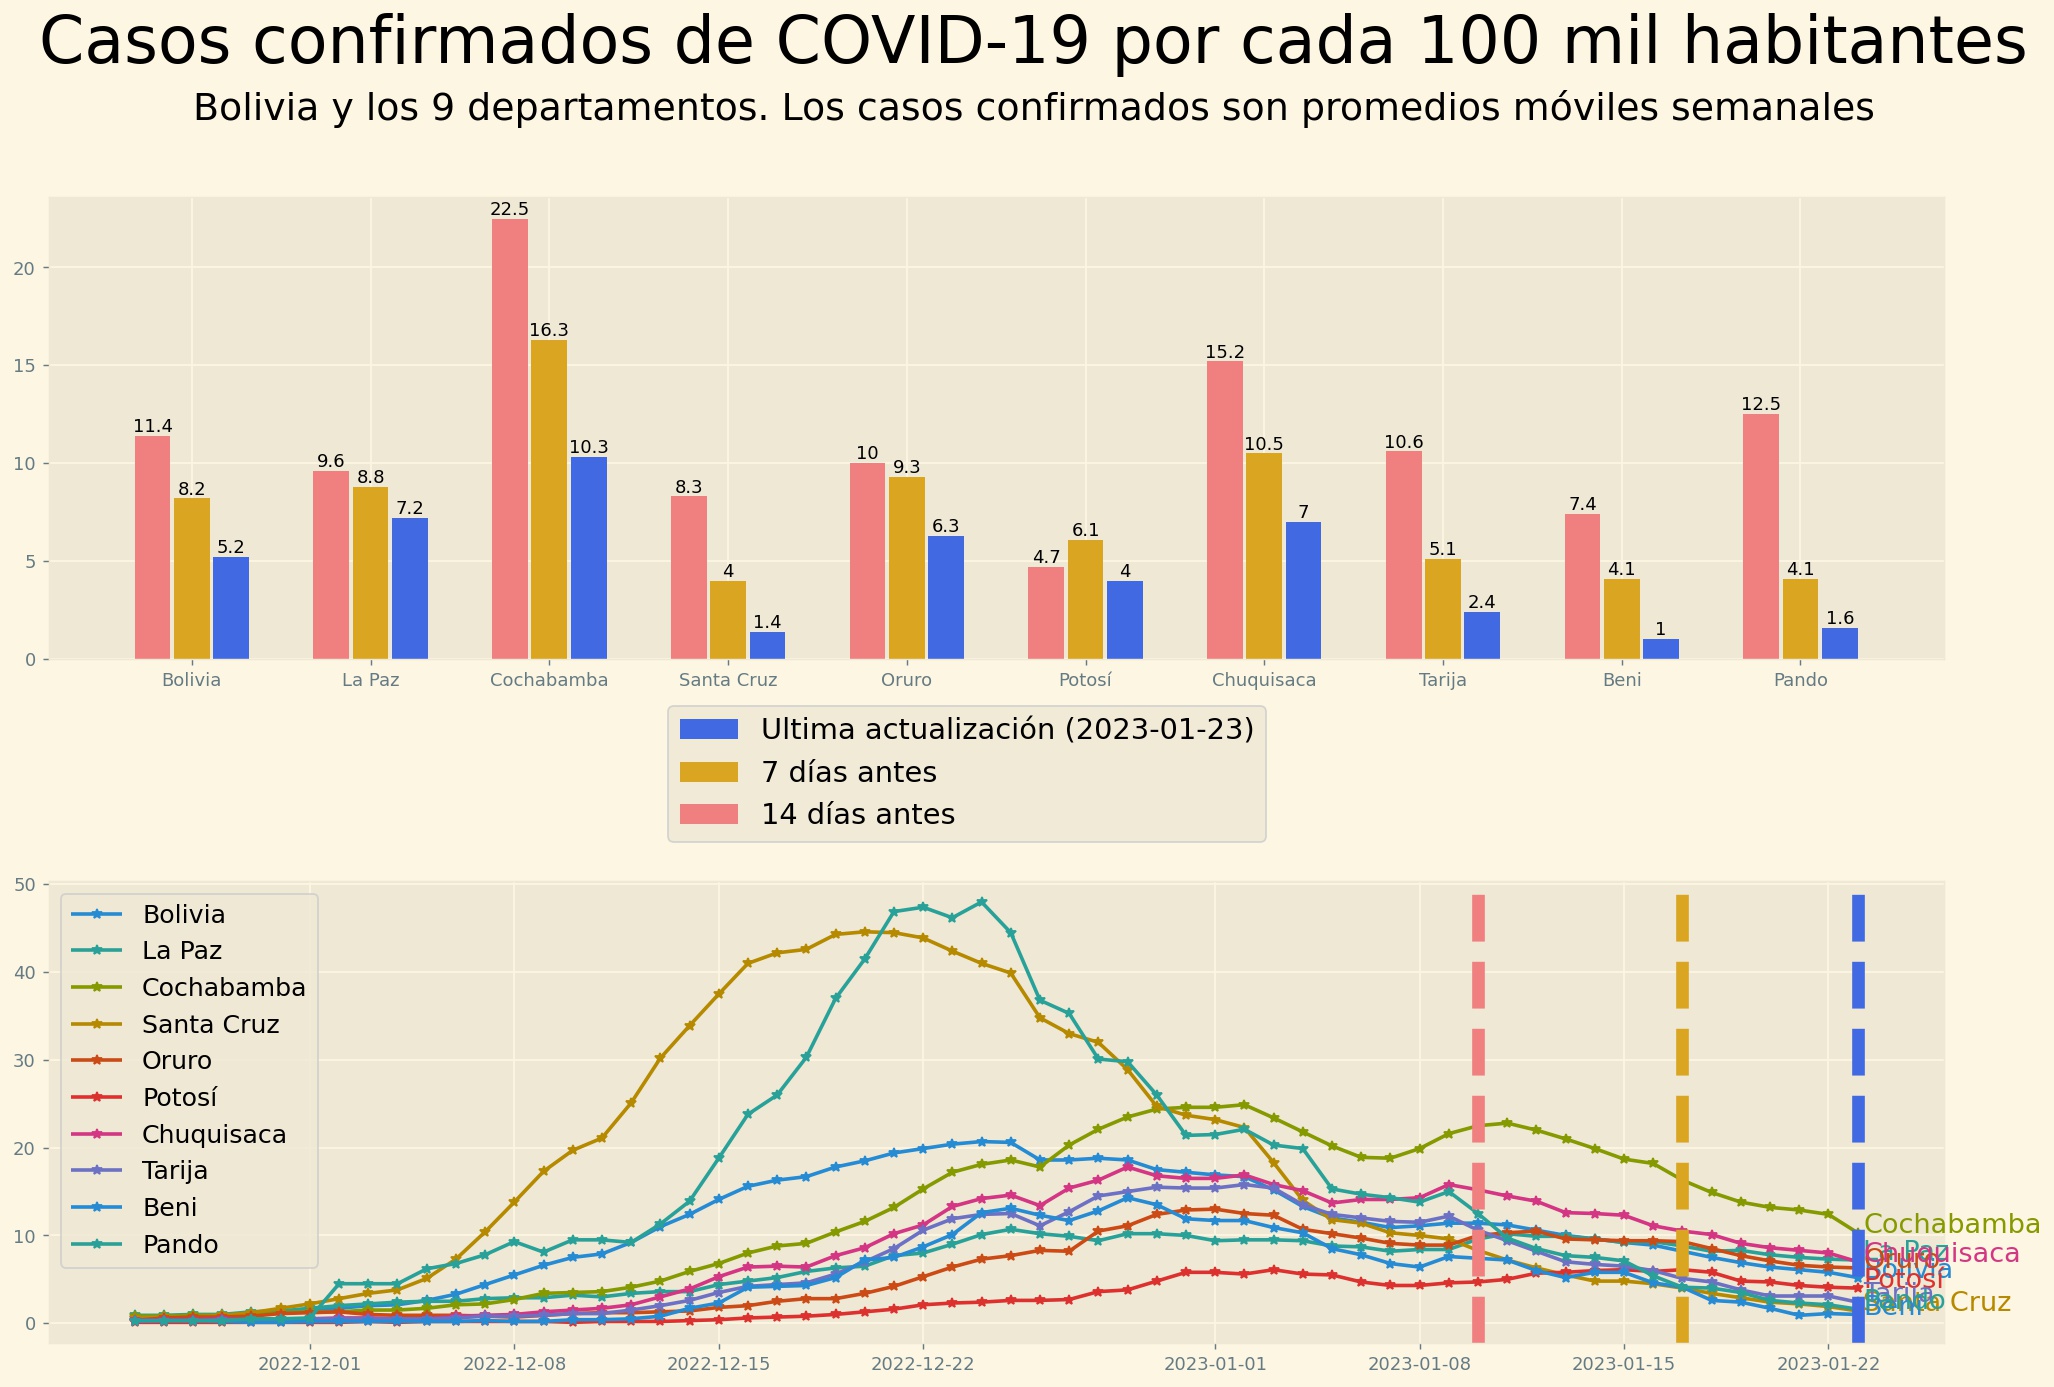 Casos confirmados de COVID-19 por cada 100 mil habitantes
Bolivia y los 9 departamentos. Los casos confirmados son promedios móviles semanales
20
15
10
5
0
11.4
8.2
5.2
9.6
8.8
7.2
22.5
16.3
10.3
8.3
4
1.4
10
9.3
6.3
4.7
6.1
4
15.2
10.5
7
10.6
5.1
2.4
7.4
4.1
1
12.5
4.1
1.6
Bolivia
La Paz
Cochabamba
Santa Cruz
Oruro
Potosí
Chuquisaca
Tarija
Beni
Pando
Ultima actualización (2023-01-23)
7 días antes
14 días antes
50
40
30
20
10
0
Bolivia
La Paz
Cochabamba
Santa Cruz
Oruro
Potosí
Chuquisaca
Tarija
Beni
Pando
Cochabamba
La Paz
Chuquisaca
Oruro
Bolivia
Potosí
Tarija
Pando
Santa Cruz
Beni
2022-12-01
2022-12-08
2022-12-15
2022-12-22
2023-01-01
2023-01-08
2023-01-15
2023-01-22